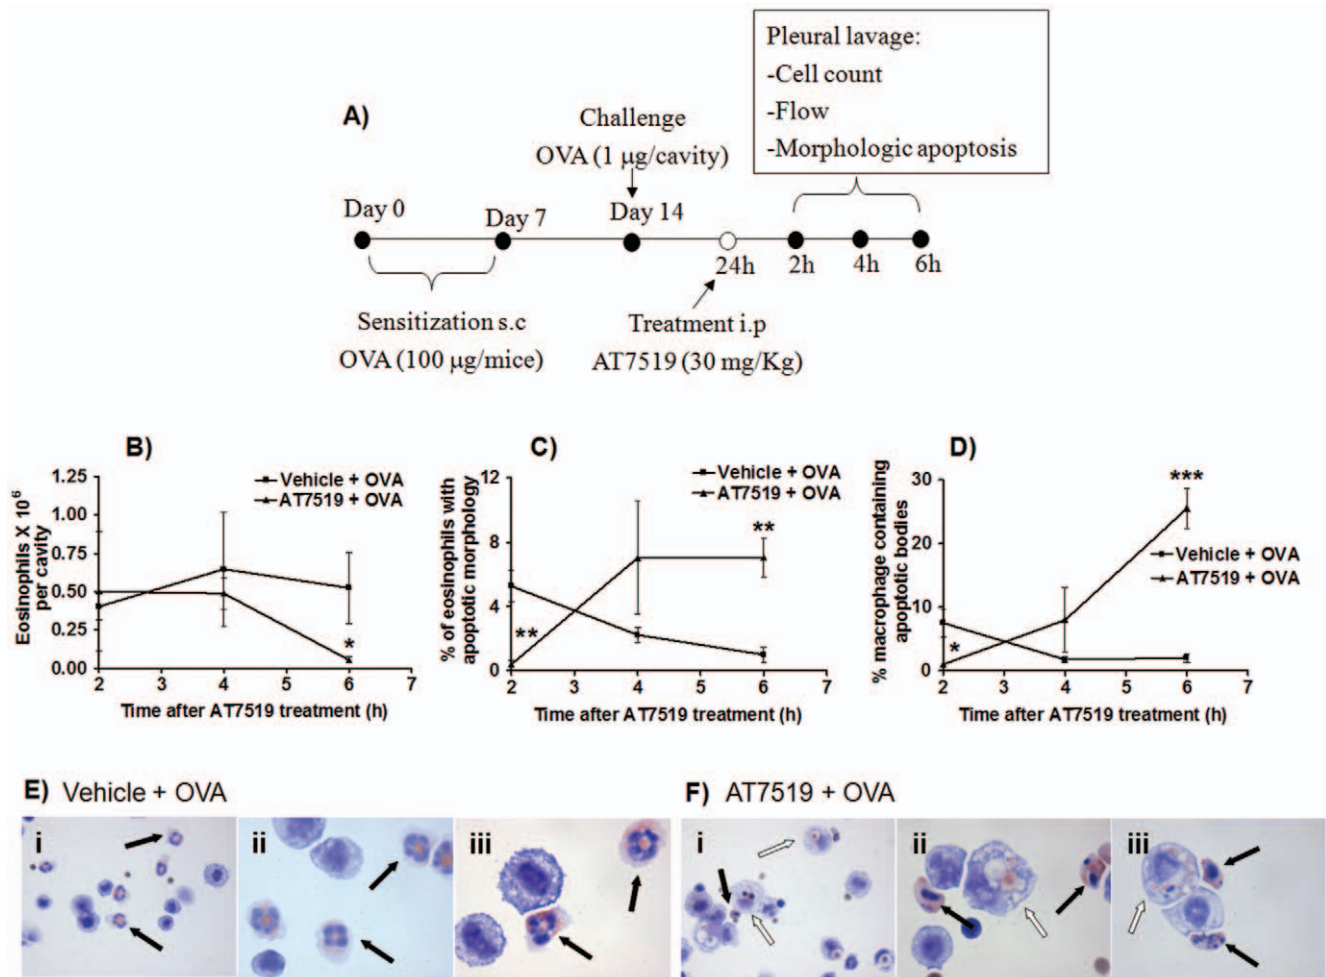 Pleural lavage:
-Cell count
-Flow
-Morphologic apoptosis
A)
Challenge
OVA (1 μg/cavity)
Day 0
Day 7
Day 14
24h
2h
4h
6h
Sensitization s.c
OVA (100 μg/mice)
Treatment i.p
AT7519 (30 mg/Kg)
B)
Eosinophils X 10⁶
per cavity
1.25
1.00
0.75
0.50
0.25
0.00
Vehicle + OVA
AT7519 + OVA
*
2 3 4 5 6 7
Time after AT7519 treatment (h)
C)
% of eosinophils with
apoptotic morphology
12
8
4
0
Vehicle + OVA
AT7519 + OVA
**
**
2 3 4 5 6 7
Time after AT7519 treatment (h)
D)
% macrophage containing
apoptotic bodies
30
20
10
0
***
Vehicle + OVA
AT7519 + OVA
*
2 3 4 5 6 7
Time after AT7519 treatment (h)
E) Vehicle + OVA
i
ii
iii
F) AT7519 + OVA
i
ii
iii